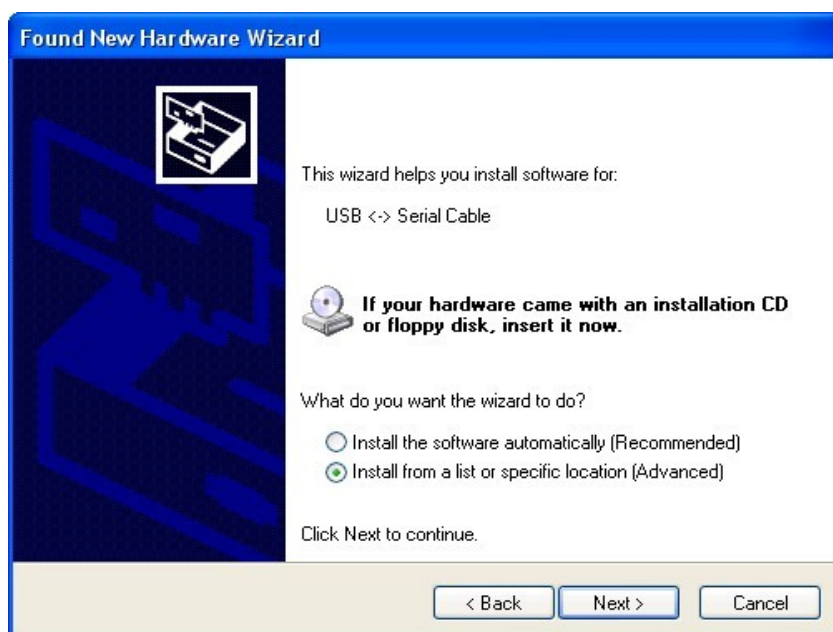 Found New Hardware Wizard
This wizard helps you install software for:
USB <-> Serial Cable
If your hardware came with an installation CD
or floppy disk, insert it now.
What do you want the wizard to do?
Install the software automatically (Recommended)
Install from a list or specific location (Advanced)
Click Next to continue.
< Back Next > Cancel